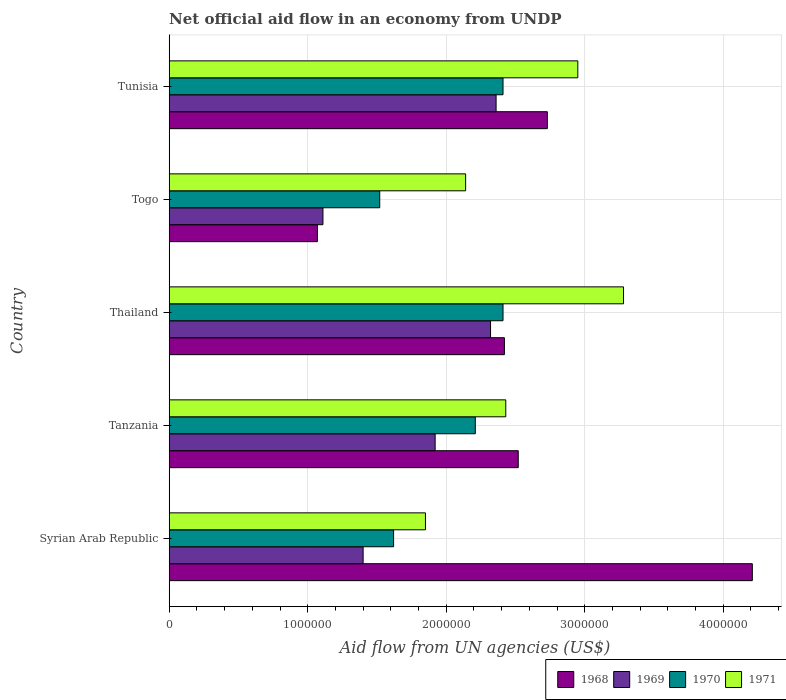 Net official aid flow in an economy from UNDP
Tunisia
Togo
Thailand
Tanzania
Syrian Arab Republic
Country
0
1000000
2000000
3000000
4000000
Aid flow from UN agencies (US$)
1968
1969
1970
1971